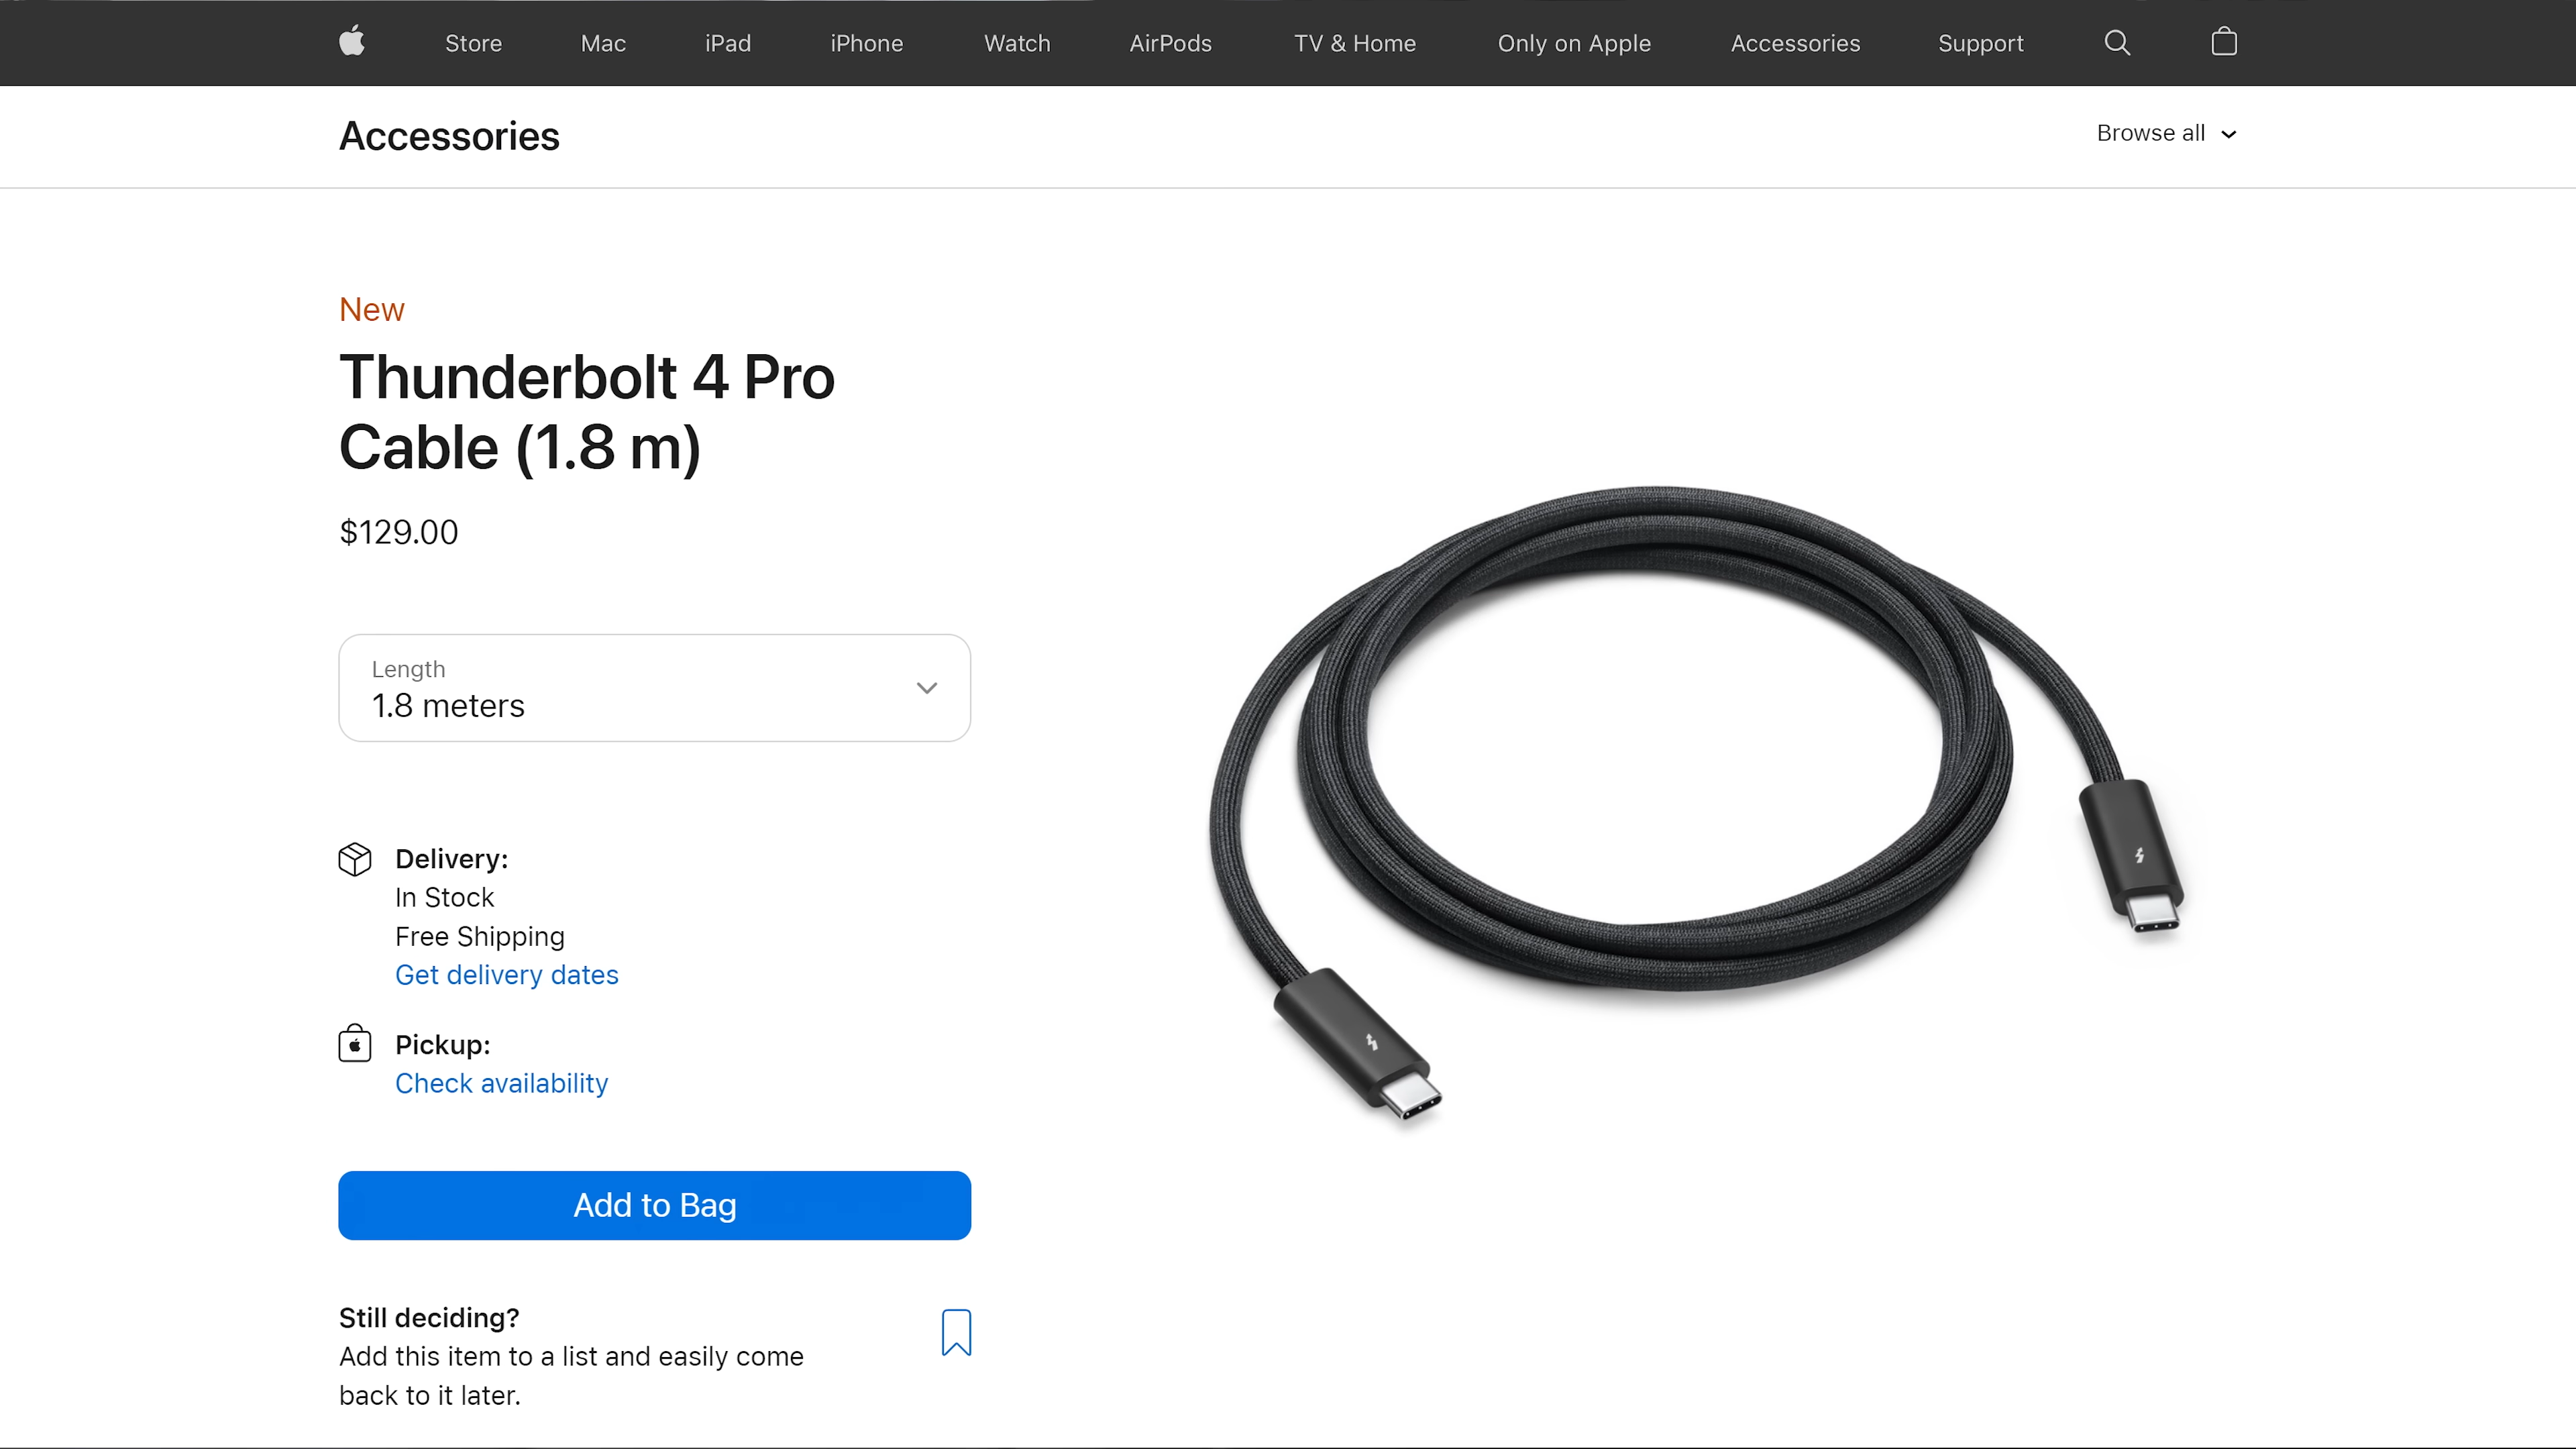 Store Mac iPad iPhone Watch AirPods TV & Home Only on Apple Accessories Support
Accessories
Browse all
New
Thunderbolt 4 Pro
Cable (1.8 m)
$129.00
Length
1.8 meters
Delivery:
In Stock
Free Shipping
Get delivery dates
Pickup:
Check availability
Add to Bag
Still deciding?
Add this item to a list and easily come
back to it later.